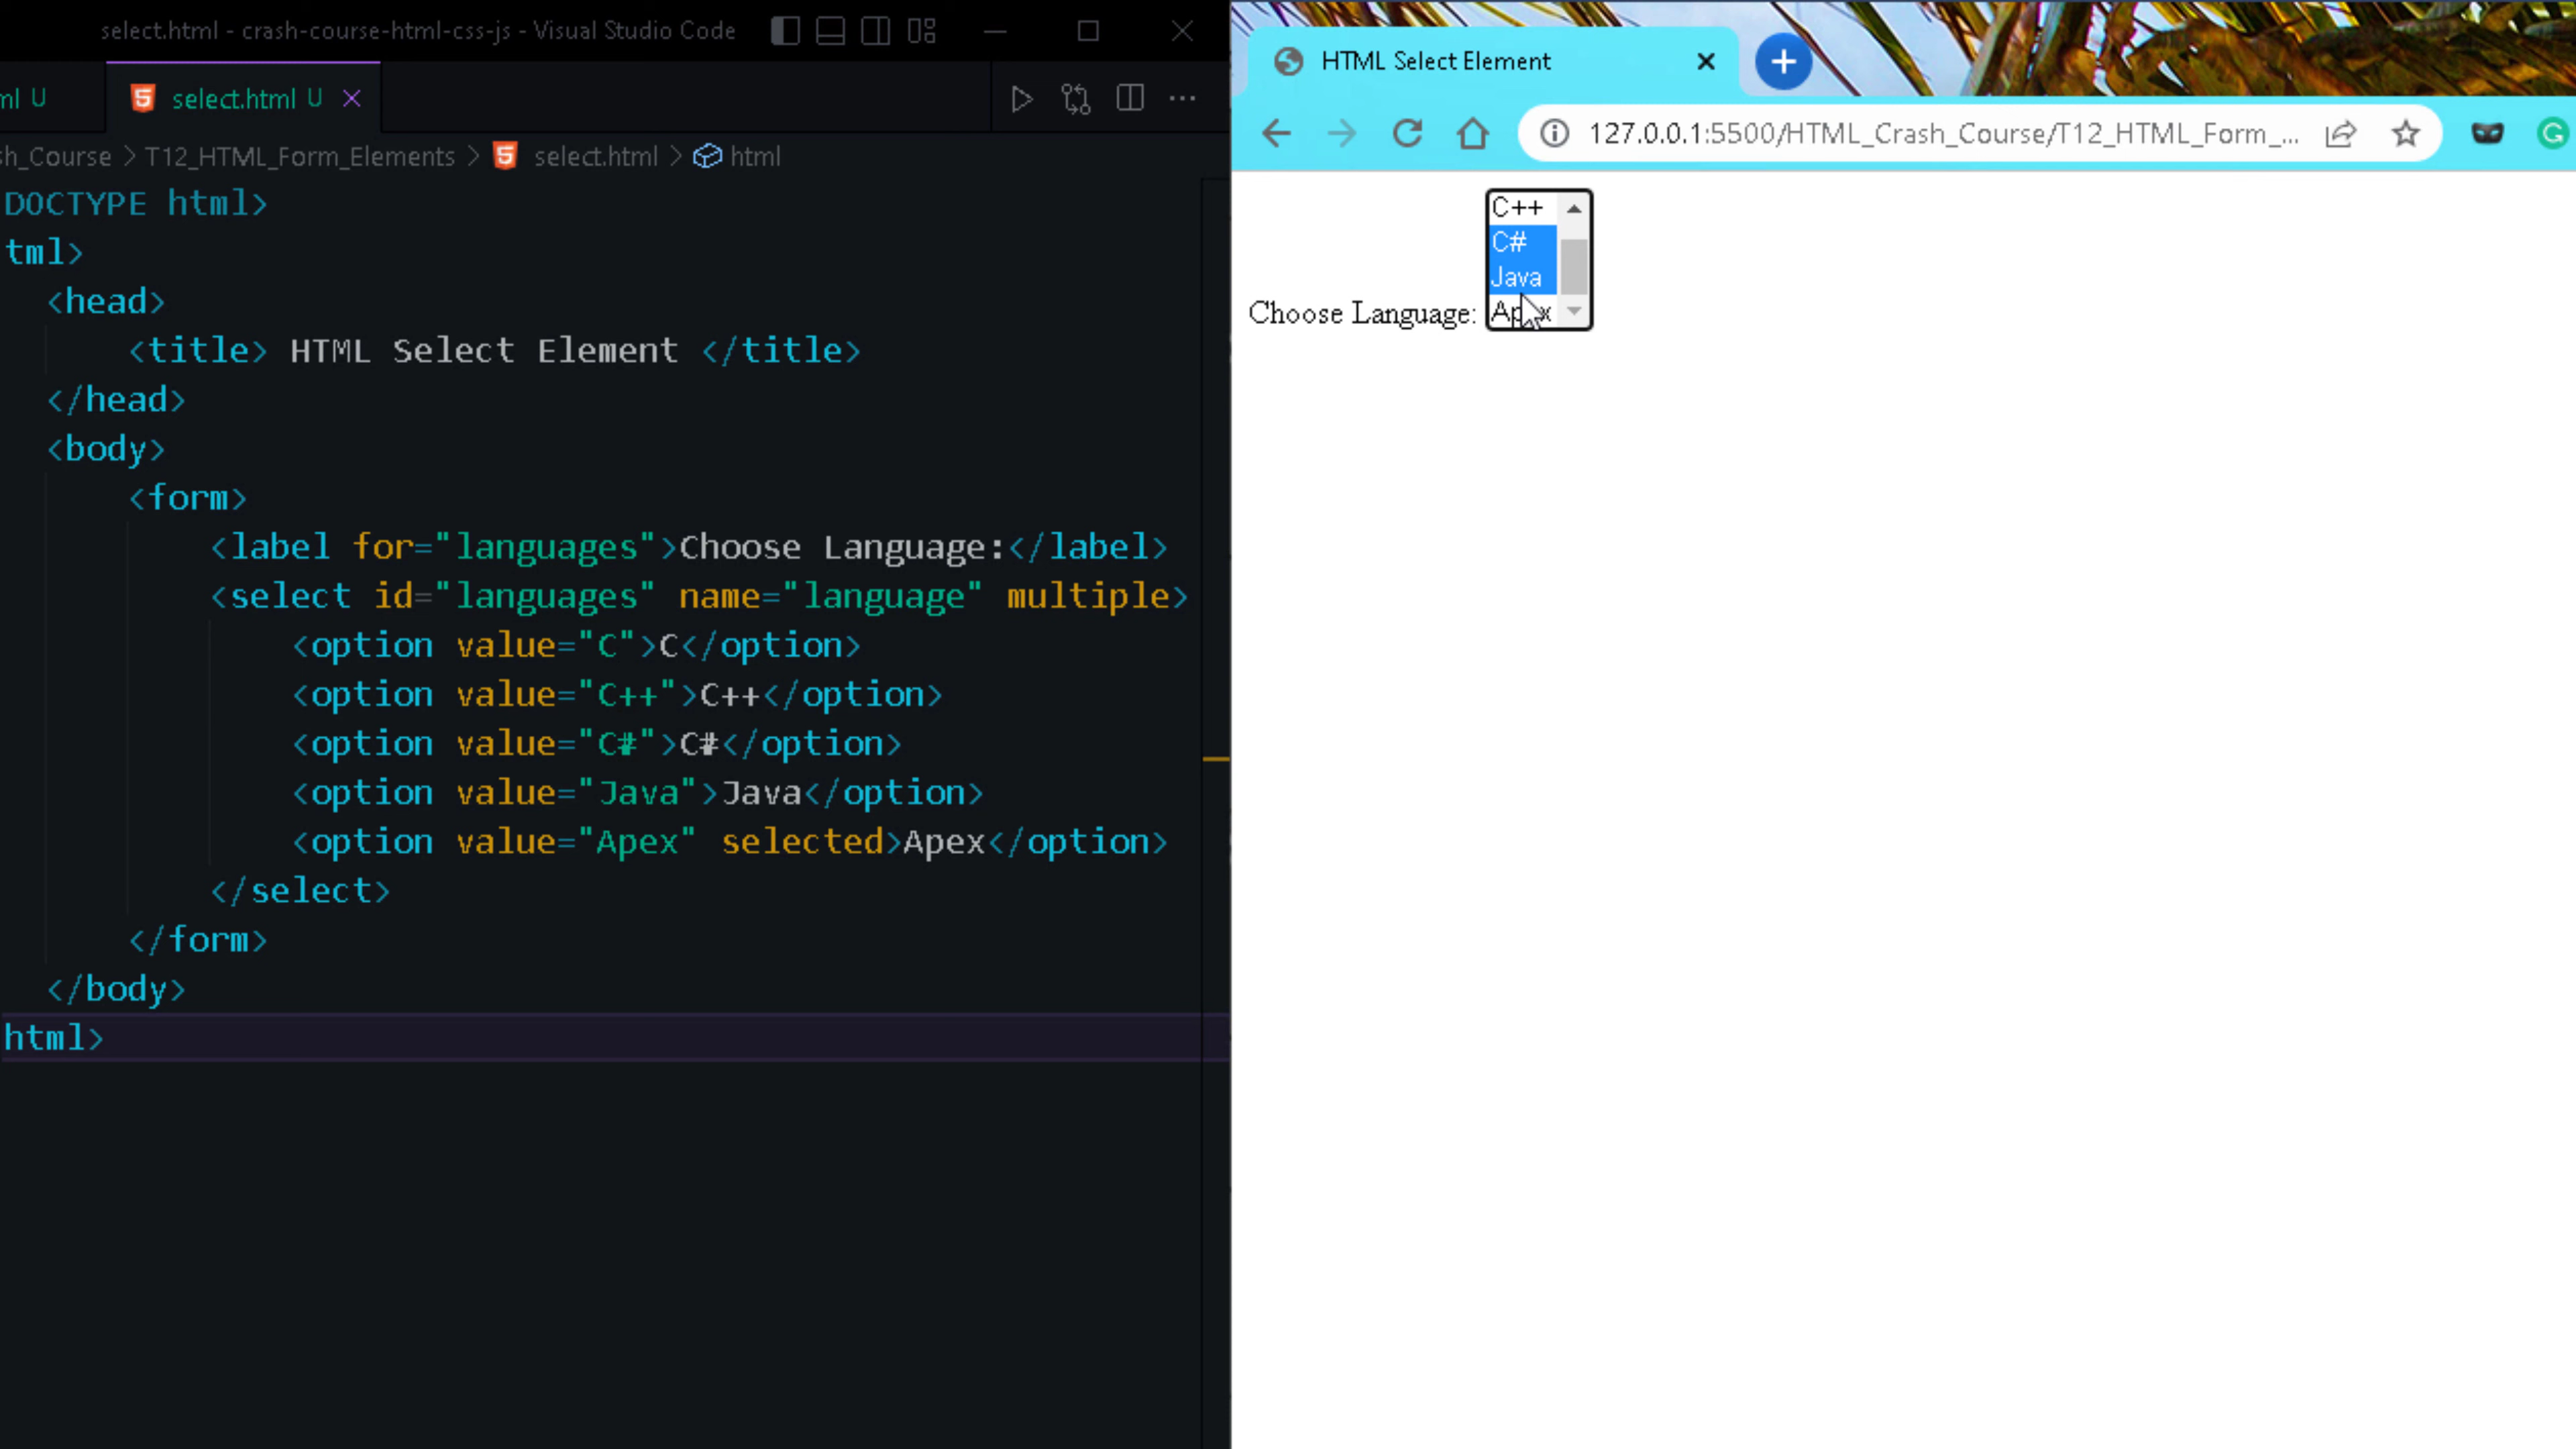 select.html - crash-course-html-css-js - Visual Studio Code
ml U
select.html U
sh_Course > T12_HTML_Form_Elements > select.html > html
DOCTYPE html>
tml>
<head>
<title> HTML Select Element </title>
</head>
<body>
<form>
<label for="languages">Choose Language:</label>
<select id="languages" name="language" multiple>
<option value="C">C</option>
<option value="C++">C++</option>
<option value="C#">C#</option>
<option value="Java">Java</option>
<option value="Apex" selected>Apex</option>
</select>
</form>
</body>
html>
HTML Select Element
127.0.0.1:5500/HTML_Crash_Course/T12_HTML_Form_...
C++
C#
Java
Choose Language: Apex